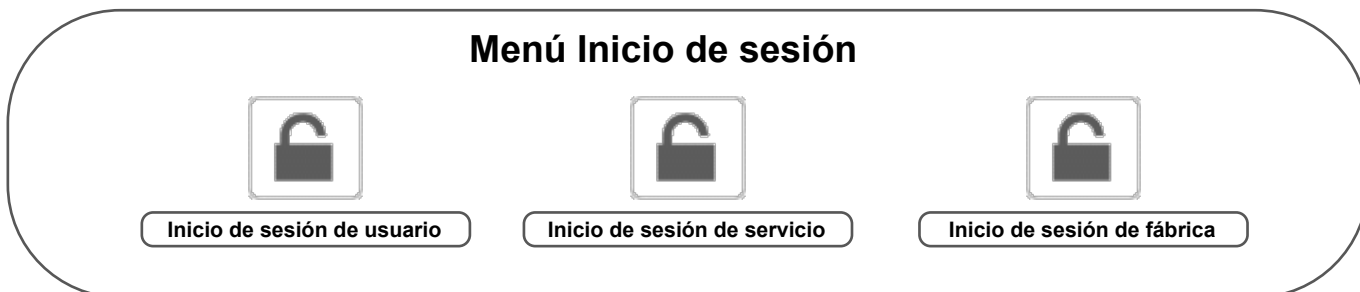 Menú Inicio de sesión
Inicio de sesión de usuario
Inicio de sesión de servicio
Inicio de sesión de fábrica